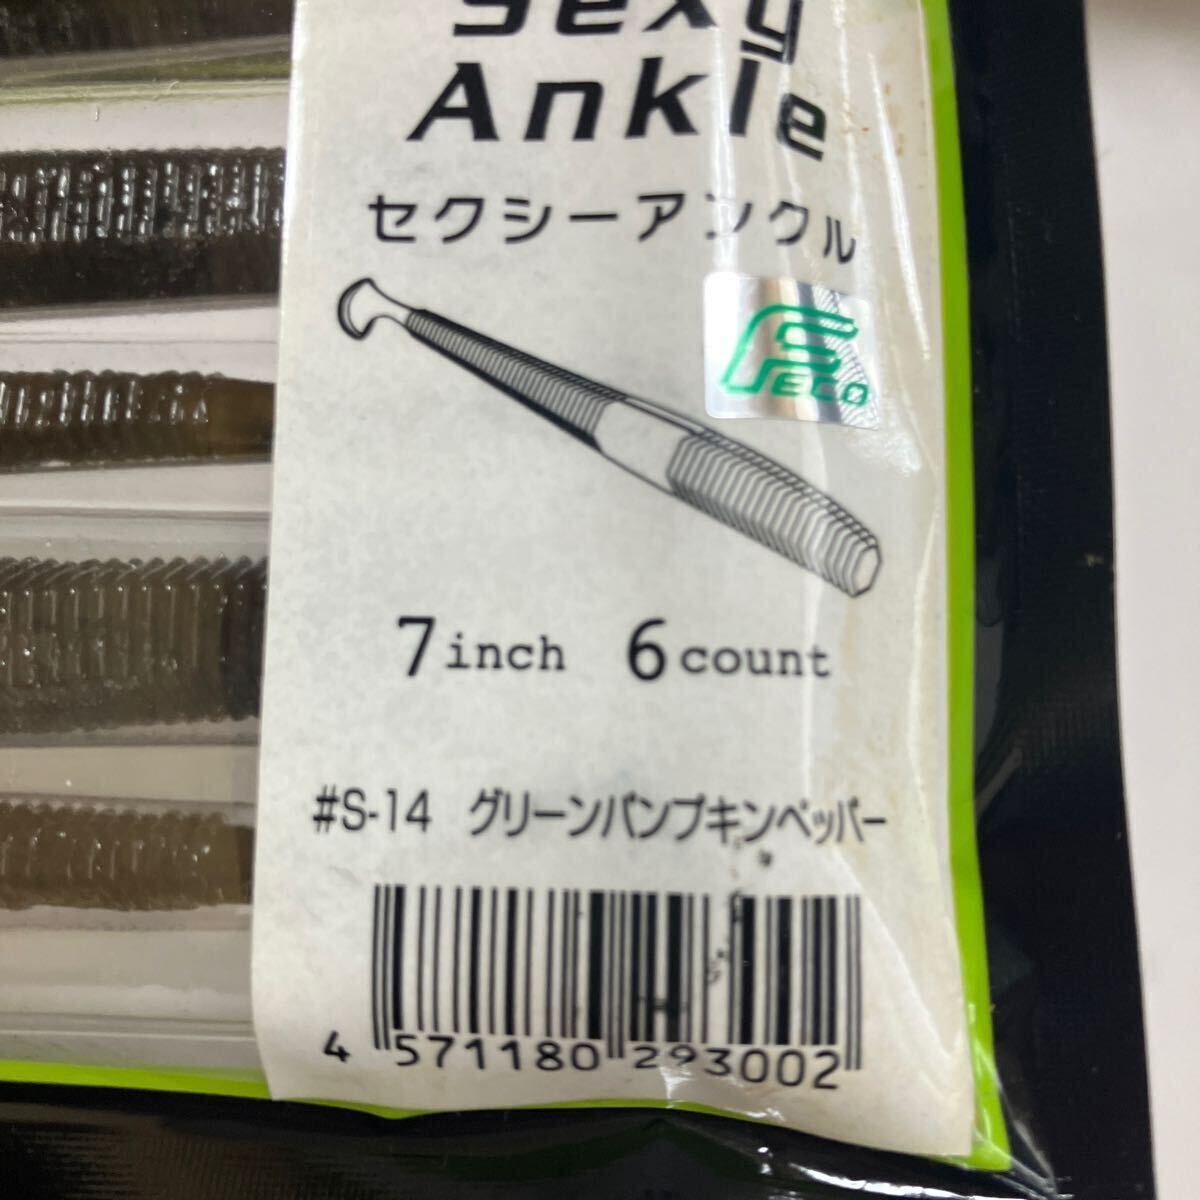 Sexy
Ankle
セクシーアンクル
FECO
7inch 6count
#S-14 グリーンパンプキンペッパー
4 571180 293002